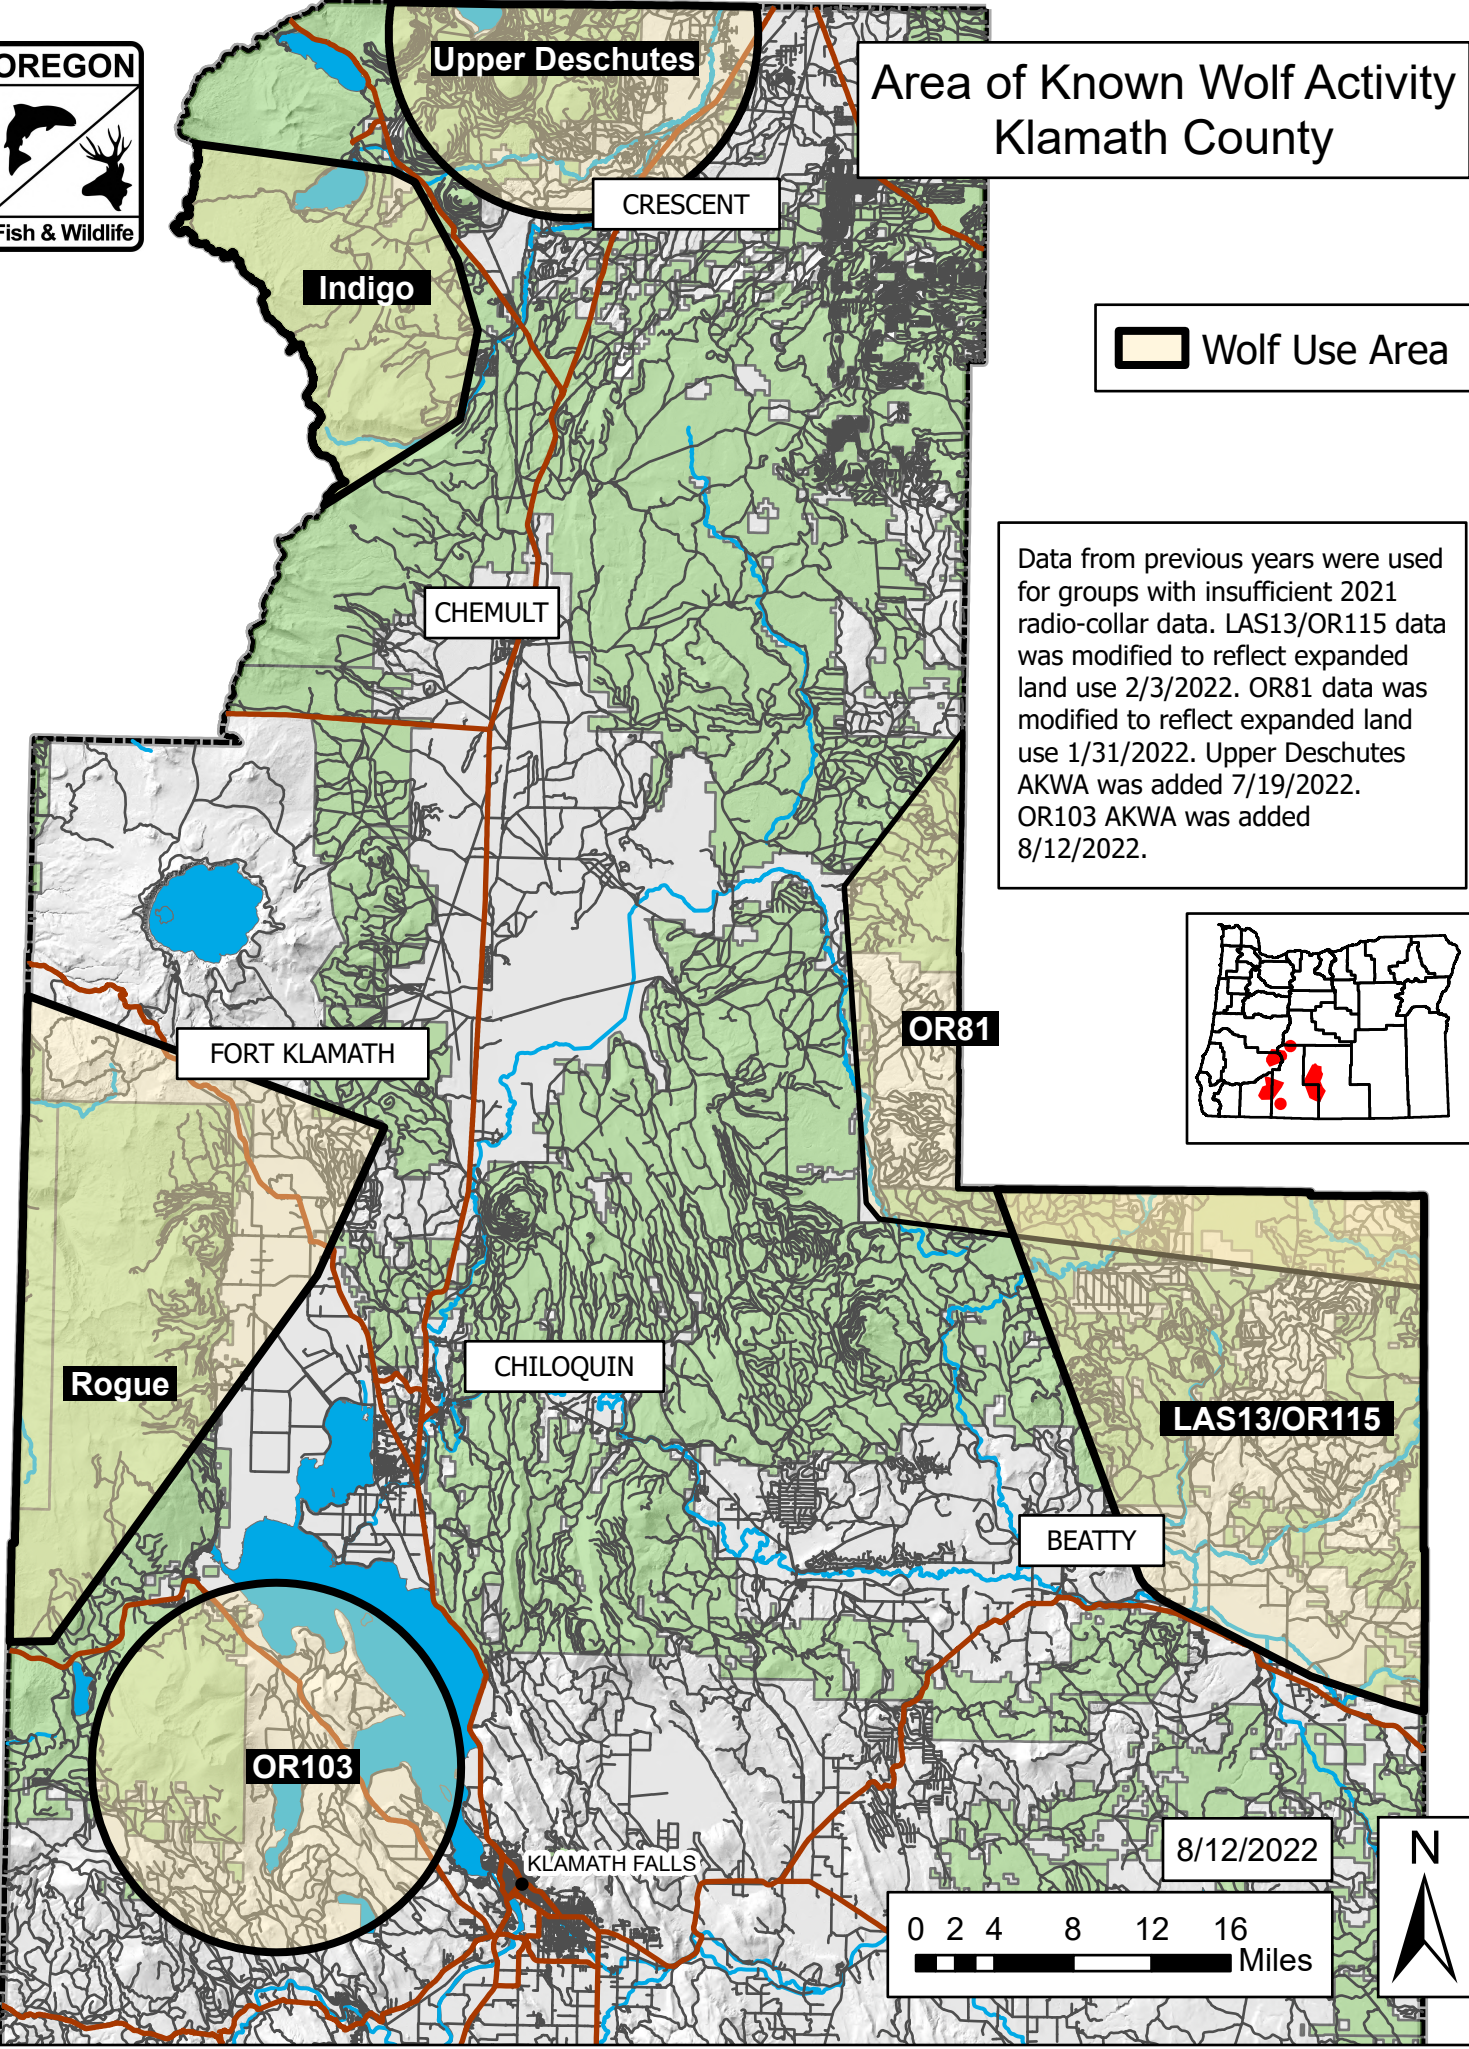 OREGON
Fish & Wildlife
Area of Known Wolf Activity
Klamath County
Upper Deschutes
CRESCENT
Indigo
Wolf Use Area
Data from previous years were used
for groups with insufficient 2021
radio-collar data. LAS13/OR115 data
was modified to reflect expanded
land use 2/3/2022. OR81 data was
modified to reflect expanded land
use 1/31/2022. Upper Deschutes
AKWA was added 7/19/2022.
OR103 AKWA was added
8/12/2022.
CHEMULT
OR81
FORT KLAMATH
Rogue
CHILOQUIN
LAS13/OR115
BEATTY
OR103
KLAMATH FALLS
8/12/2022
N
0 2 4 8 12 16
Miles